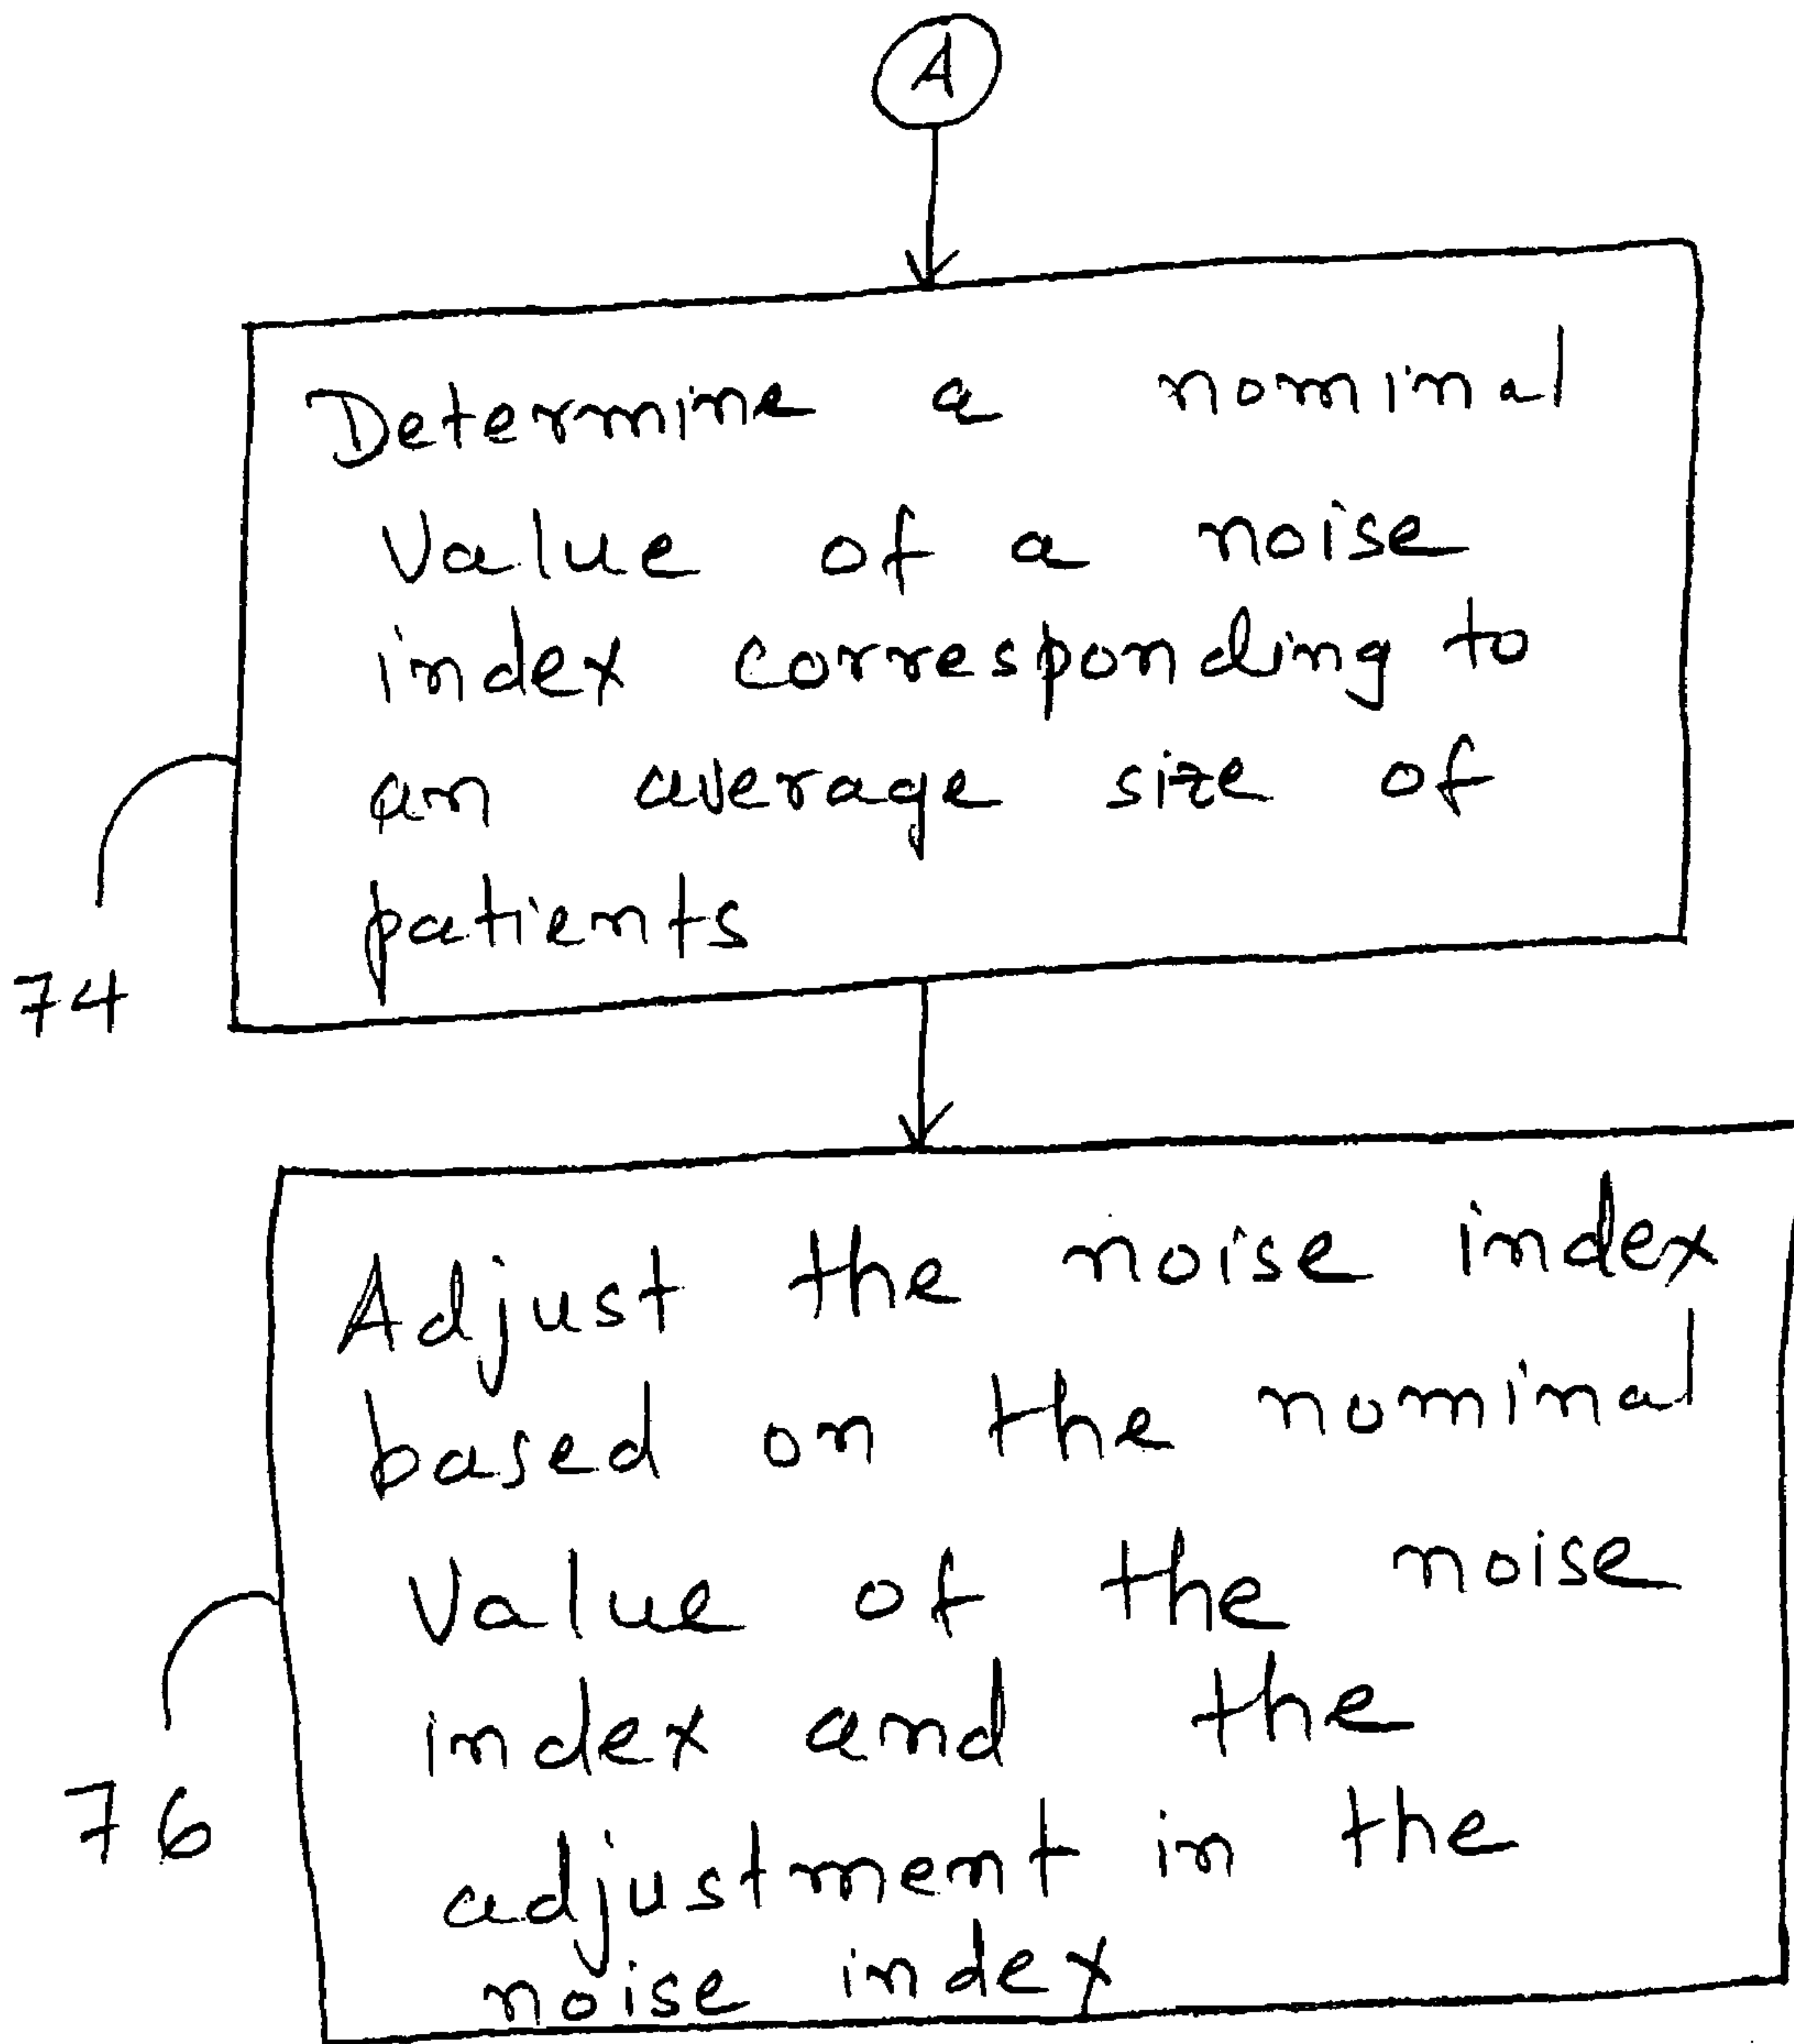 A
Determine a nominal
Value of a noise
index corresponding to
an average size of
patients
74
Adjust the noise index
based on the nominal
Value of the noise
index and the
adjustment in the
noise index
76